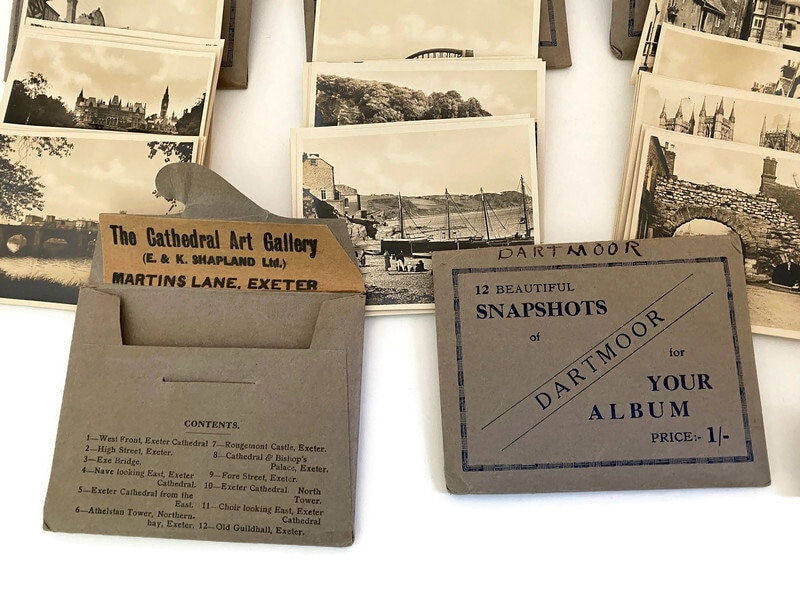 The Cathedral Art Gallery
(E. & K. SHAPLAND Ltd.)
MARTINS LANE, EXETER
CONTENTS.
1—West Front, Exeter Cathedral
2—High Street, Exeter.
3—Exe Bridge.
4—Nave looking East, Exeter
Cathedral.
5—Exeter Cathedral from the
East.
6—Athelstan Tower, Northern-
hay, Exeter.
7—Rougemont Castle, Exeter.
8—Cathedral & Bishop's
Palace, Exeter.
9—Fore Street, Exeter.
10—Exeter Cathedral. North
Tower.
11—Choir looking East, Exeter
Cathedral
12—Old Guildhall, Exeter.
DARTMOOR
12 BEAUTIFUL
SNAPSHOTS
of
DARTMOOR
for
YOUR
ALBUM
PRICE:- 1/-